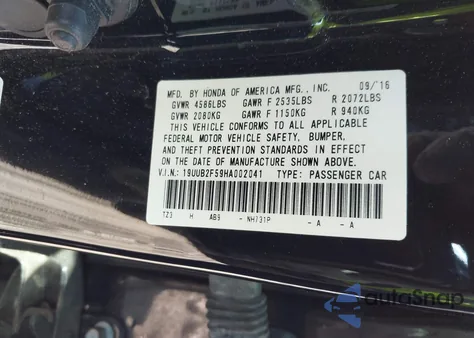 MFD. BY HONDA OF AMERICA MFG., INC. 09/'16
GVWR 4586LBS GAWR F 2535LBS R 2072LBS
GVWR 2080KG GAWR F 1150KG R 940KG
THIS VEHICLE CONFORMS TO ALL APPLICABLE
FEDERAL MOTOR VEHICLE SAFETY, BUMPER,
AND THEFT PREVENTION STANDARDS IN EFFECT
ON THE DATE OF MANUFACTURE SHOWN ABOVE.
V.I.N.: 19UUB2F59HA002041 TYPE: PASSENGER CAR
TZ3 H AB9 - NH731P - A - A
autoSnap